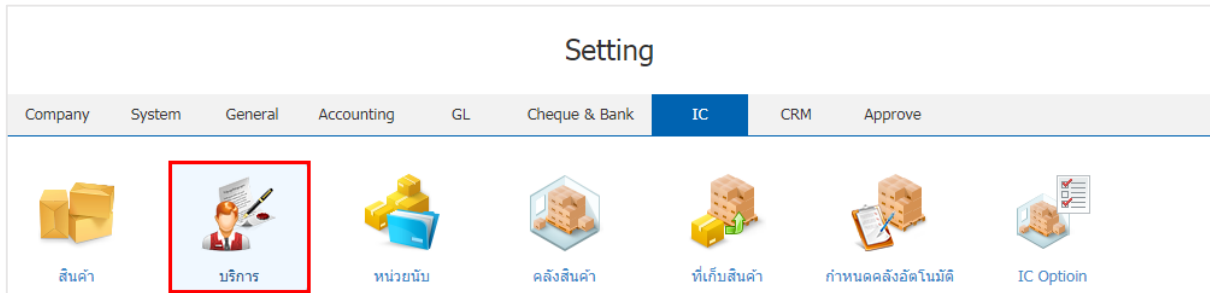 Setting
Company System General Accounting GL Cheque & Bank IC CRM Approve
สินค้า บริการ หน่วยนับ คลังสินค้า ที่เก็บสินค้า กำหนดคลังอัตโนมัติ IC Optioin